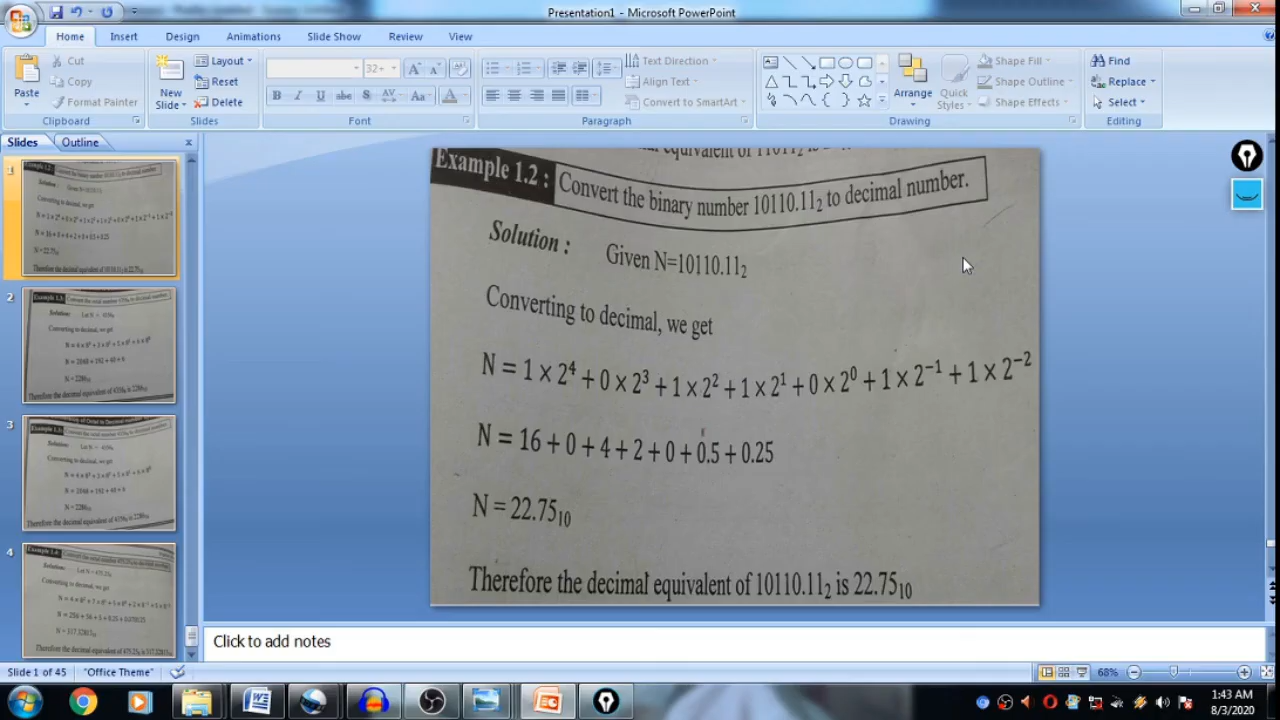 Presentation1 - Microsoft PowerPoint
Home Insert Design Animations Slide Show Review View
Cut
Copy
Format Painter
Paste
Clipboard
New Slide
Layout
Reset
Delete
Slides
32
Font
Text Direction
Align Text
Convert to SmartArt
Paragraph
Arrange
Quick Styles
Shape Fill
Shape Outline
Shape Effects
Drawing
Find
Replace
Select
Editing
Slides Outline
1
2
3
4
Example 1.2 : Convert the binary number 10110.11₂ to decimal number.
Solution : Given N=10110.11₂
Converting to decimal, we get
N = 1 × 2⁴ + 0 × 2³ + 1 × 2² + 1 × 2¹ + 0 × 2⁰ + 1 × 2⁻¹ + 1 × 2⁻²
N = 16 + 0 + 4 + 2 + 0 + 0.5 + 0.25
N = 22.75₁₀
Therefore the decimal equivalent of 10110.11₂ is 22.75₁₀
Click to add notes
Slide 1 of 45 "Office Theme" 68%
1:43 AM
8/3/2020